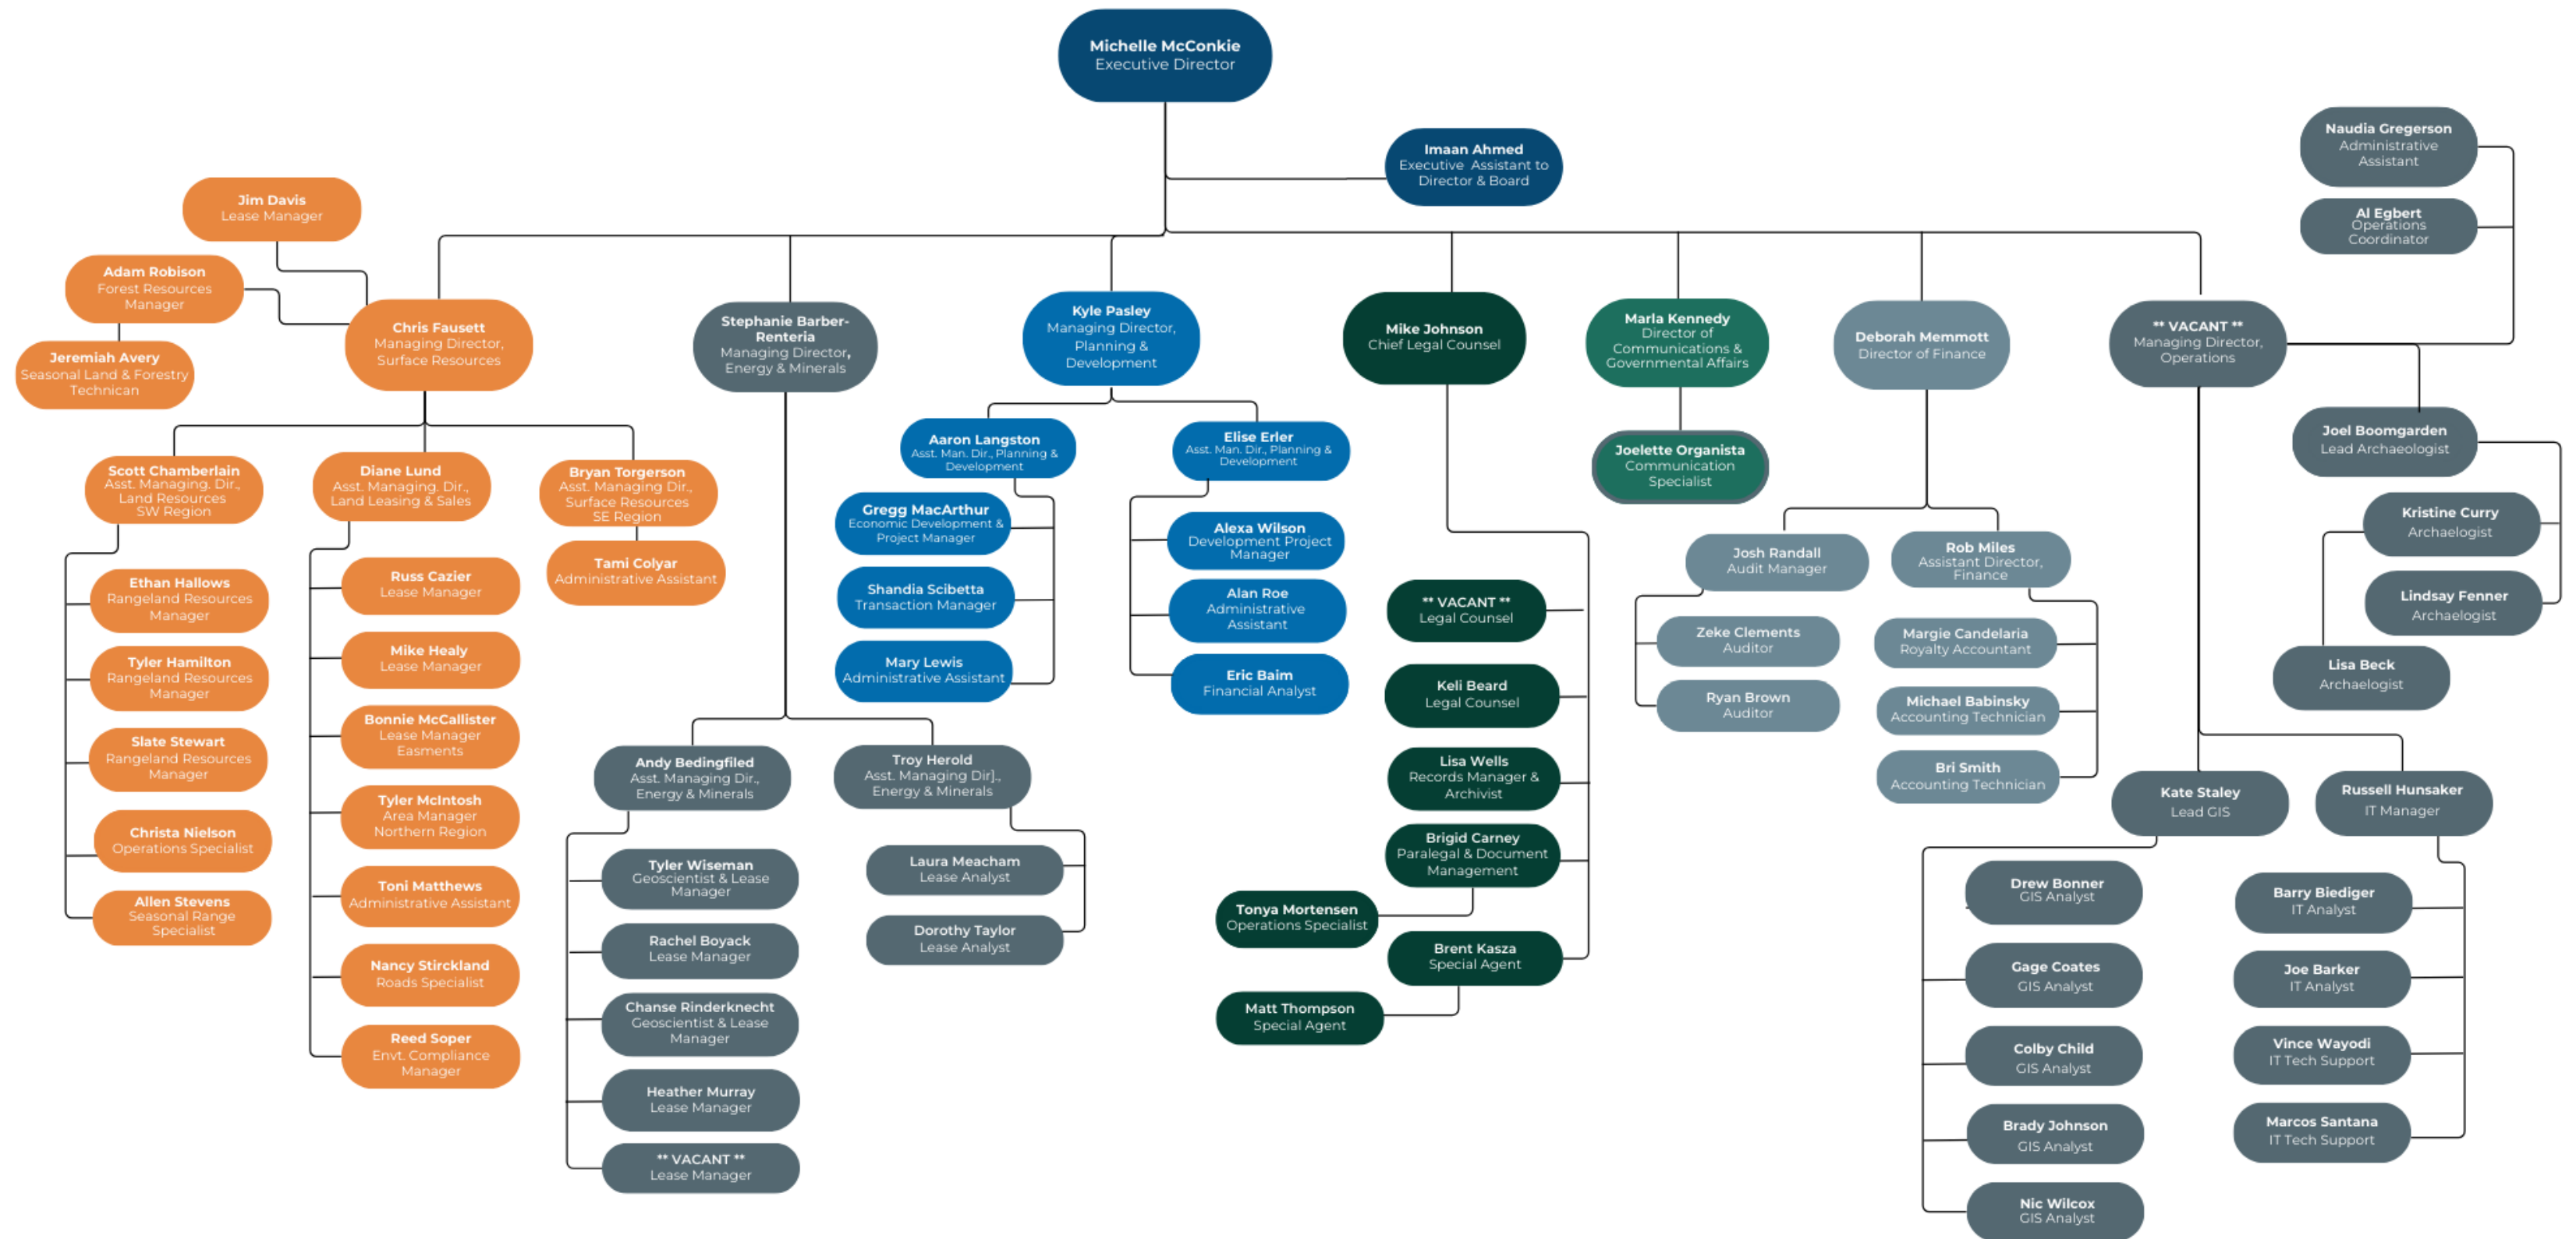 Michelle McConkie
Executive Director
Imaan Ahmed
Executive Assistant to
Director & Board
Naudia Gregerson
Administrative
Assistant
Al Egbert
Operations
Coordinator
Jim Davis
Lease Manager
Adam Robison
Forest Resources
Manager
Jeremiah Avery
Seasonal Land & Forestry
Technican
Chris Fausett
Managing Director,
Surface Resources
Stephanie Barber-
Renteria
Managing Director,
Energy & Minerals
Kyle Pasley
Managing Director,
Planning &
Development
Mike Johnson
Chief Legal Counsel
Marla Kennedy
Director of
Communications &
Governmental Affairs
Deborah Memmott
Director of Finance
** VACANT **
Managing Director,
Operations
Scott Chamberlain
Asst. Managing. Dir.,
Land Resources
SW Region
Ethan Hallows
Rangeland Resources
Manager
Tyler Hamilton
Rangeland Resources
Manager
Slate Stewart
Rangeland Resources
Manager
Christa Nielson
Operations Specialist
Allen Stevens
Seasonal Range
Specialist
Diane Lund
Asst. Managing. Dir.,
Land Leasing & Sales
Russ Cazier
Lease Manager
Mike Healy
Lease Manager
Bonnie McCallister
Lease Manager
Easments
Tyler McIntosh
Area Manager
Northern Region
Toni Matthews
Administrative Assistant
Nancy Stirckland
Roads Specialist
Reed Soper
Envt. Compliance
Manager
Bryan Torgerson
Asst. Managing Dir.,
Surface Resources
SE Region
Tami Colyar
Administrative Assistant
Andy Bedingfiled
Asst. Managing Dir.,
Energy & Minerals
Tyler Wiseman
Geoscientist & Lease
Manager
Rachel Boyack
Lease Manager
Chanse Rinderknecht
Geoscientist & Lease
Manager
Heather Murray
Lease Manager
** VACANT **
Lease Manager
Troy Herold
Asst. Managing Dir].,
Energy & Minerals
Laura Meacham
Lease Analyst
Dorothy Taylor
Lease Analyst
Aaron Langston
Asst. Man. Dir., Planning &
Development
Gregg MacArthur
Economic Development &
Project Manager
Shandia Scibetta
Transaction Manager
Mary Lewis
Administrative Assistant
Elise Erler
Asst. Man. Dir., Planning &
Development
Alexa Wilson
Development Project
Manager
Alan Roe
Administrative
Assistant
Eric Baim
Financial Analyst
** VACANT **
Legal Counsel
Keli Beard
Legal Counsel
Lisa Wells
Records Manager &
Archivist
Brigid Carney
Paralegal & Document
Management
Tonya Mortensen
Operations Specialist
Brent Kasza
Special Agent
Matt Thompson
Special Agent
Joelette Organista
Communication
Specialist
Josh Randall
Audit Manager
Zeke Clements
Auditor
Ryan Brown
Auditor
Rob Miles
Assistant Director,
Finance
Margie Candelaria
Royalty Accountant
Michael Babinsky
Accounting Technician
Bri Smith
Accounting Technician
Joel Boomgarden
Lead Archaeologist
Kristine Curry
Archaelogist
Lindsay Fenner
Archaelogist
Lisa Beck
Archaelogist
Kate Staley
Lead GIS
Drew Bonner
GIS Analyst
Gage Coates
GIS Analyst
Colby Child
GIS Analyst
Brady Johnson
GIS Analyst
Nic Wilcox
GIS Analyst
Russell Hunsaker
IT Manager
Barry Biediger
IT Analyst
Joe Barker
IT Analyst
Vince Wayodi
IT Tech Support
Marcos Santana
IT Tech Support